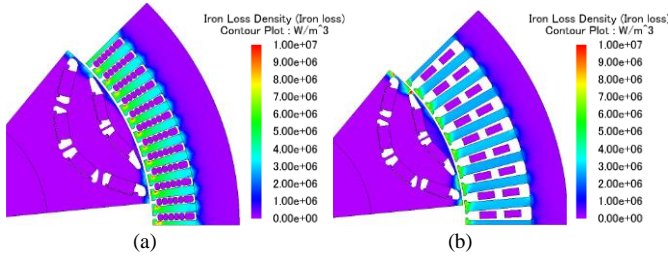 Iron Loss Density (Iron loss)
Contour Plot : W/m^3
1.00e+07
9.00e+06
8.00e+06
7.00e+06
6.00e+06
5.00e+06
4.00e+06
3.00e+06
2.00e+06
1.00e+06
0.00e+00
(a)
Iron Loss Density (Iron loss)
Contour Plot : W/m^3
1.00e+07
9.00e+06
8.00e+06
7.00e+06
6.00e+06
5.00e+06
4.00e+06
3.00e+06
2.00e+06
1.00e+06
0.00e+00
(b)